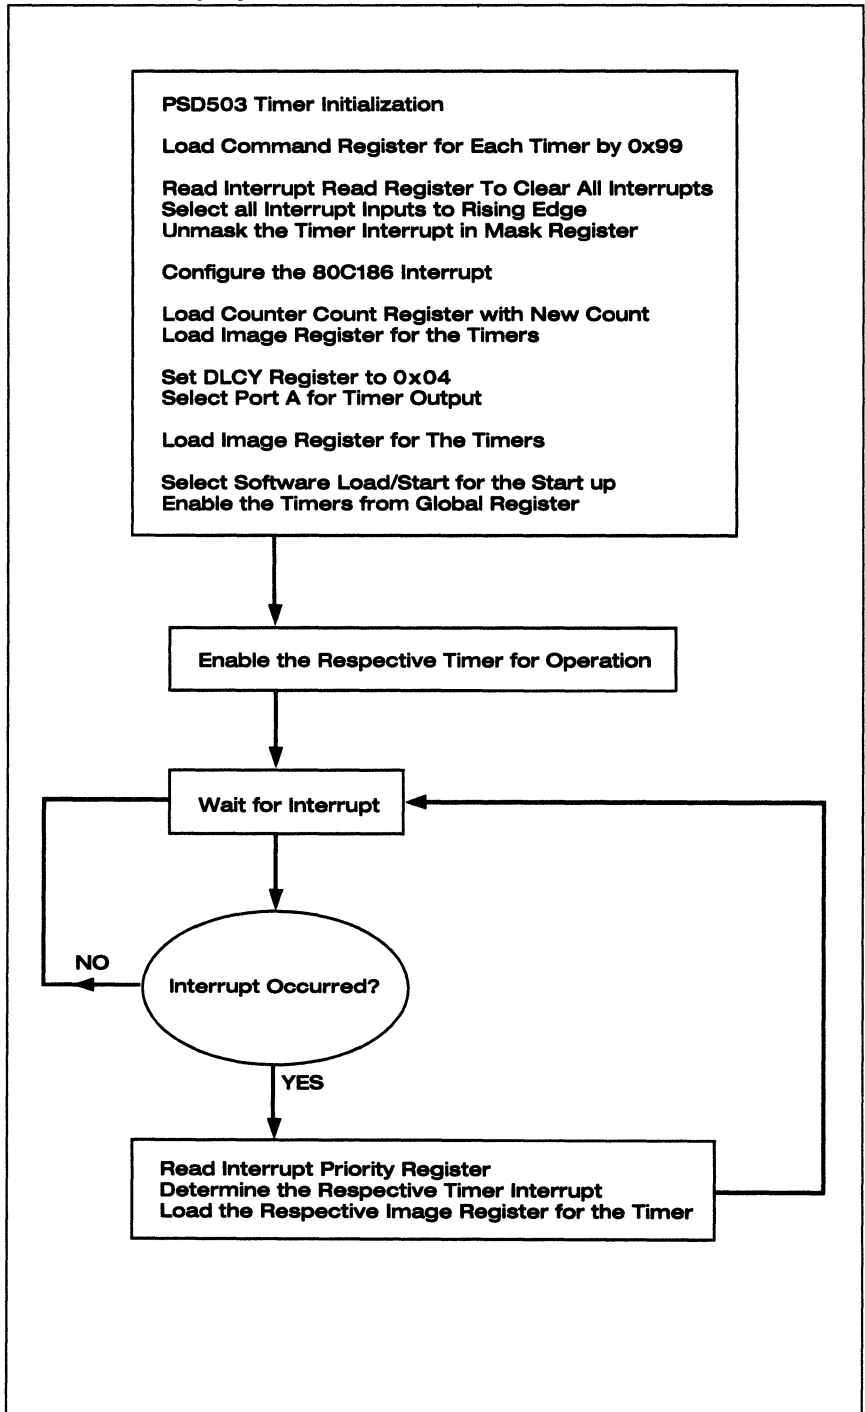 PSD503 Timer Initialization
Load Command Register for Each Timer by 0x99
Read Interrupt Read Register To Clear All Interrupts
Select all Interrupt Inputs to Rising Edge
Unmask the Timer Interrupt in Mask Register
Configure the 80C186 Interrupt
Load Counter Count Register with New Count
Load Image Register for the Timers
Set DLCY Register to 0x04
Select Port A for Timer Output
Load Image Register for The Timers
Select Software Load/Start for the Start up
Enable the Timers from Global Register
Enable the Respective Timer for Operation
Wait for Interrupt
NO
Interrupt Occurred?
YES
Read Interrupt Priority Register
Determine the Respective Timer Interrupt
Load the Respective Image Register for the Timer